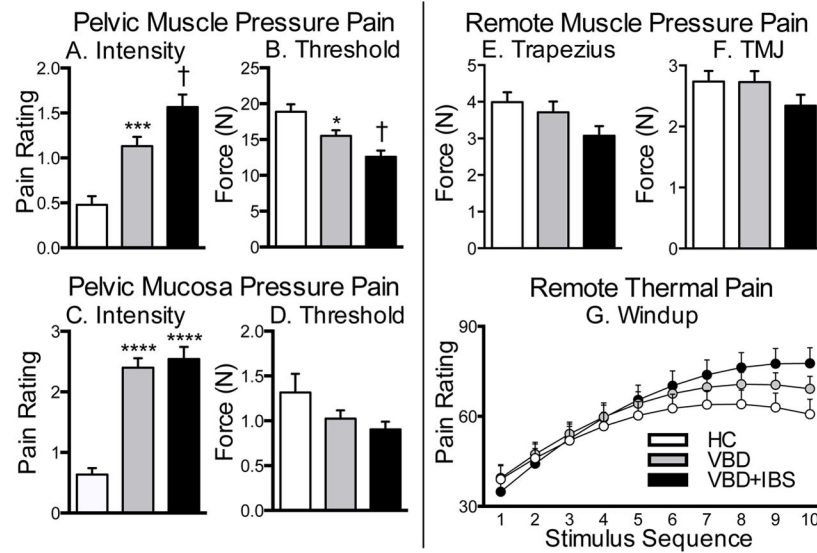 Pelvic Muscle Pressure Pain
A. Intensity
B. Threshold
Pain Rating
2.0
1.5
1.0
0.5
0.0
***
†
Force (N)
25
20
15
10
5
0
*
†
Pelvic Mucosa Pressure Pain
C. Intensity
D. Threshold
Pain Rating
3
2
1
0
****
****
Force (N)
2.0
1.5
1.0
0.5
0.0
Remote Muscle Pressure Pain
E. Trapezius
F. TMJ
Force (N)
5
4
3
2
1
0
Force (N)
3
2
1
0
Remote Thermal Pain
G. Windup
Pain Rating
90
60
30
HC
VBD
VBD+IBS
1 2 3 4 5 6 7 8 9 10
Stimulus Sequence